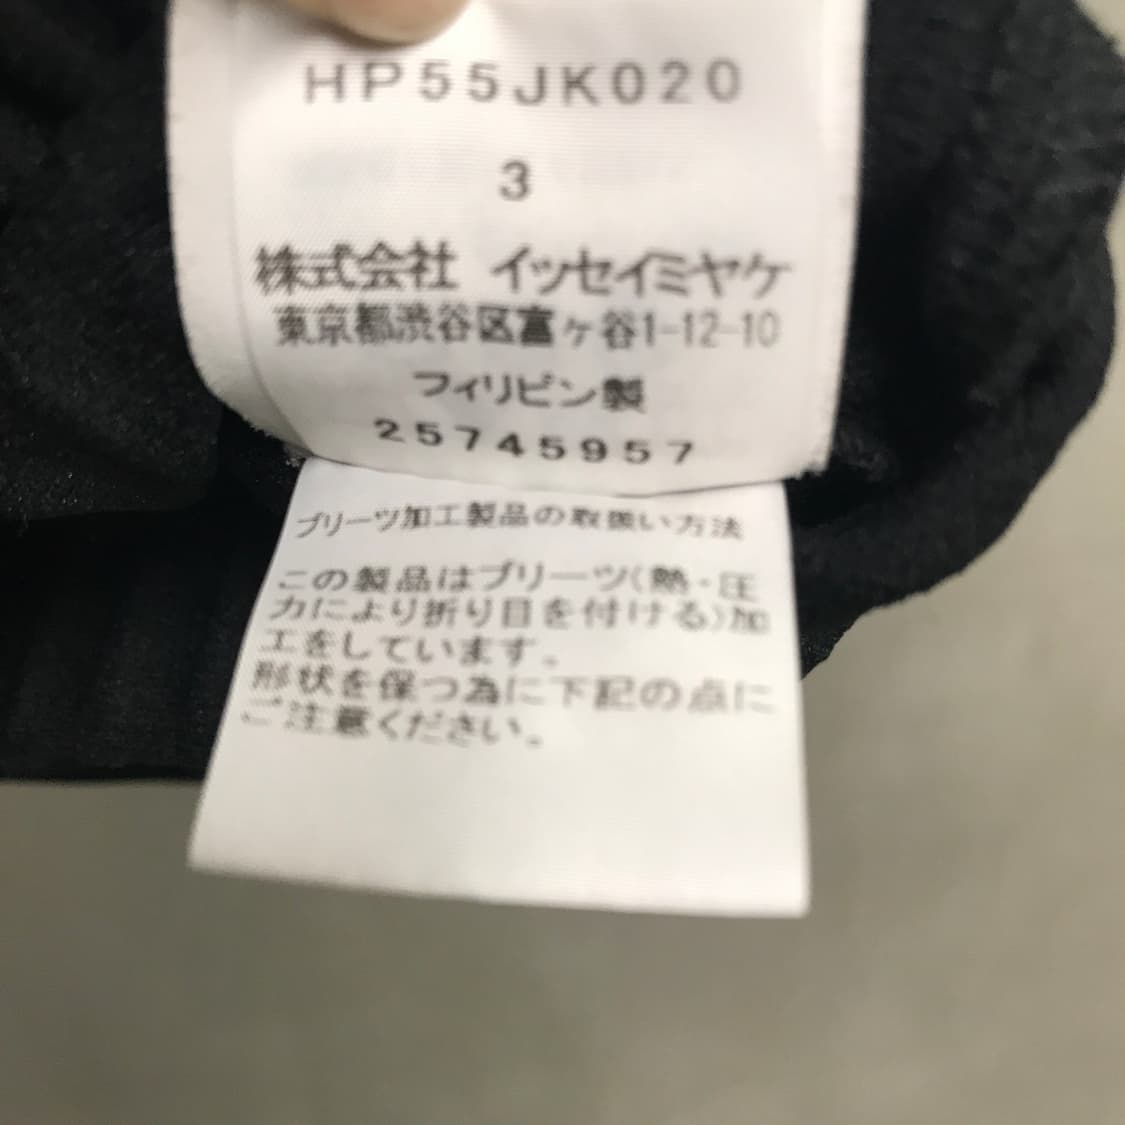 HP55JK020
3
株式会社 イッセイミヤケ
東京都渋谷区富ヶ谷1-12-10
フィリピン製
25745957
プリーツ加工製品の取扱い方法
この製品はプリーツ(熱・圧
力により折り目を付ける)加
工をしています。
形状を保つ為に下記の点に
ご注意ください。